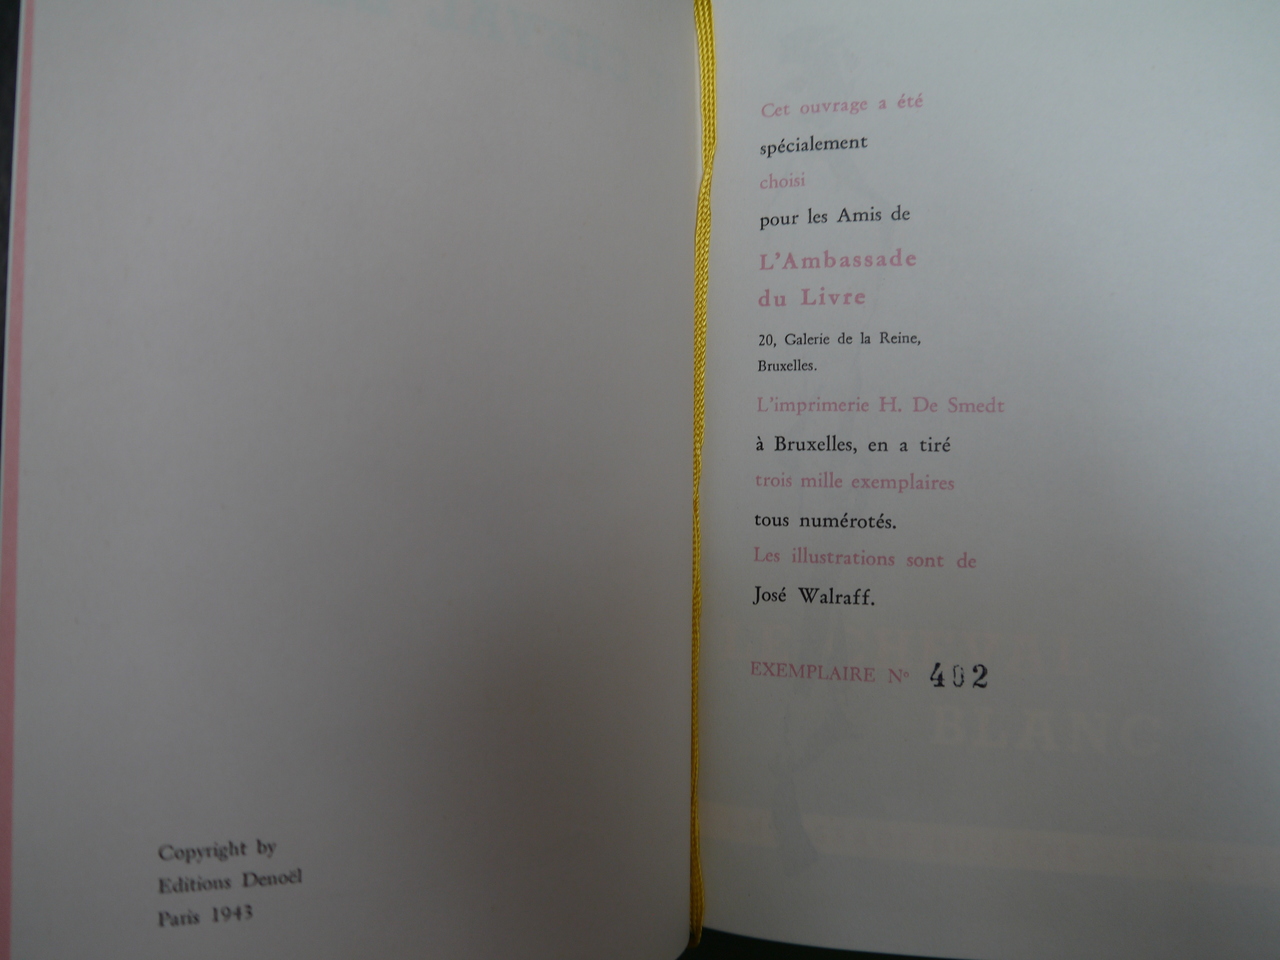 Copyright by
Editions Denoël
Paris 1943
Cet ouvrage a été
spécialement
choisi
pour les Amis de
L'Ambassade
du Livre
20, Galerie de la Reine,
Bruxelles.
L'imprimerie H. De Smedt
à Bruxelles, en a tiré
trois mille exemplaires
tous numérotés.
Les illustrations sont de
José Walraff.
EXEMPLAIRE Nº 402
BLANC